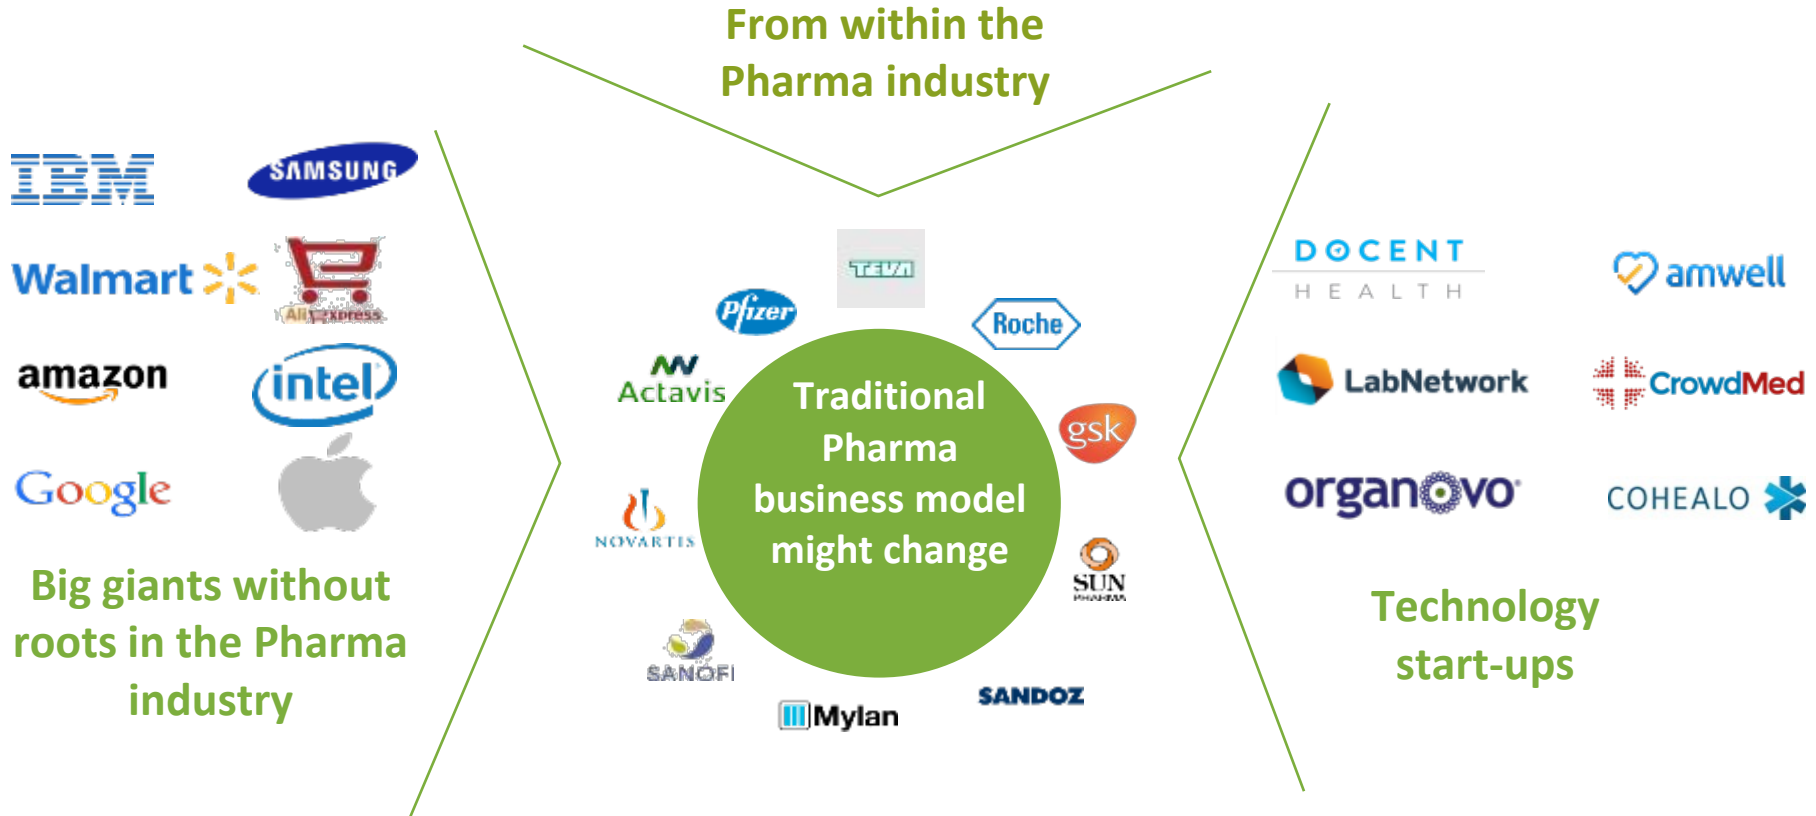 From within the
Pharma industry
IBM
SAMSUNG
Walmart
AliExpress
amazon
intel
Google
Big giants without
roots in the Pharma
industry
TEVA
Pfizer
Roche
Actavis
gsk
NOVARTIS
SUN
PHARMA
SANOFI
Mylan
SANDOZ
Traditional
Pharma
business model
might change
DOCENT
HEALTH
amwell
LabNetwork
CrowdMed
organovo
COHEALO
Technology
start-ups